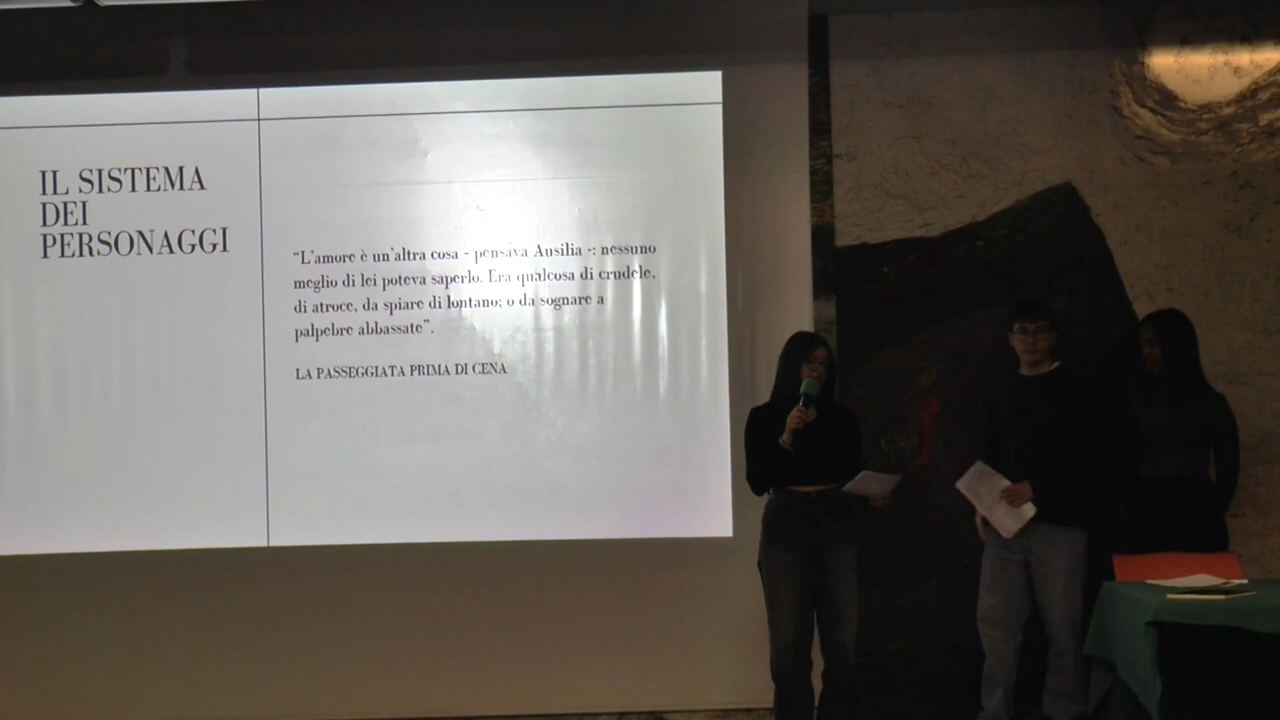 IL SISTEMA
DEI
PERSONAGGI
“L’amore è un’altra cosa - pensava Ausilia -: nessuno
meglio di lei poteva saperlo. Era qualcosa di crudele,
di atroce, da spiare di lontano; o da sognare a
palpebre abbassate”.
LA PASSEGGIATA PRIMA DI CENA